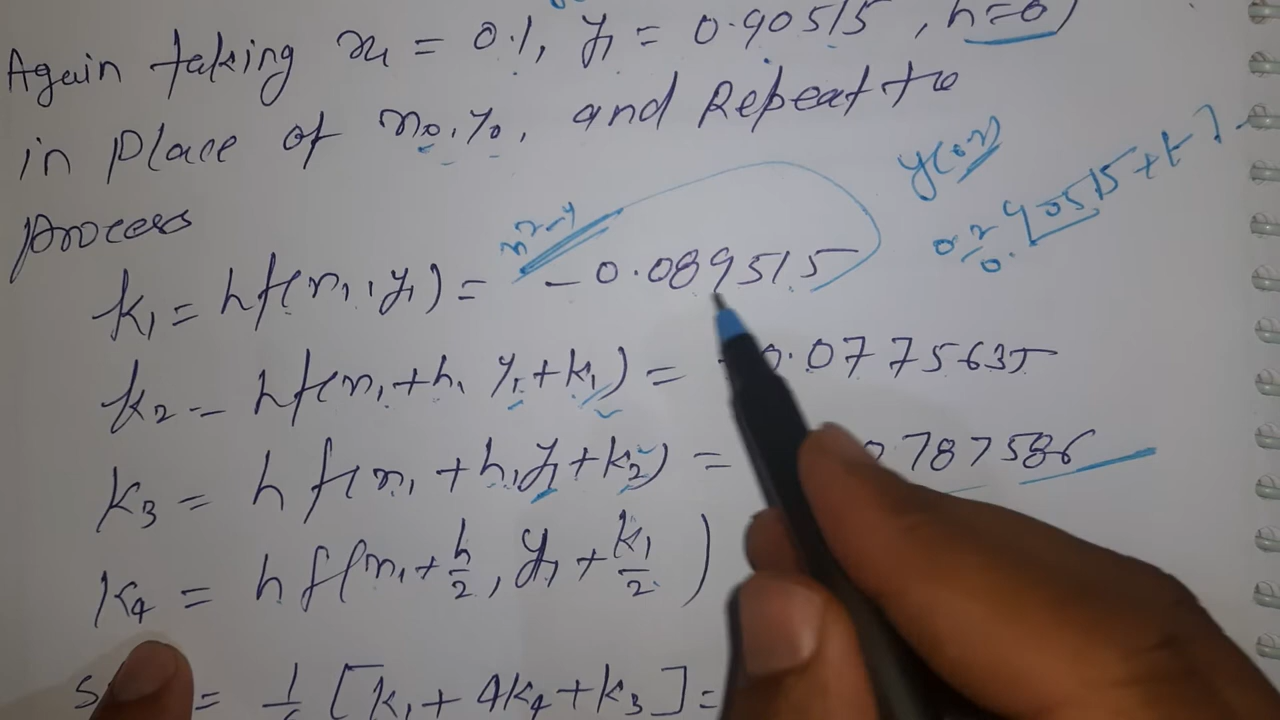 Again taking x₁ = 0.1, y₁ = 0.90515, h=0
in place of x₀, y₀, and Repeat the
process
y(0.2)
x²-y
k₁ = hf(x₁, y₁) = -0.089515
k₂ = hf(x₁+h, y₁+k₁) = 0.0775635
k₃ = hf(x₁+h, y₁+k₂) = 0787586
k₄ = hf(x₁+h/2, y₁+k₁/2)
= 1/ [k₁+4k₄+k₃] =